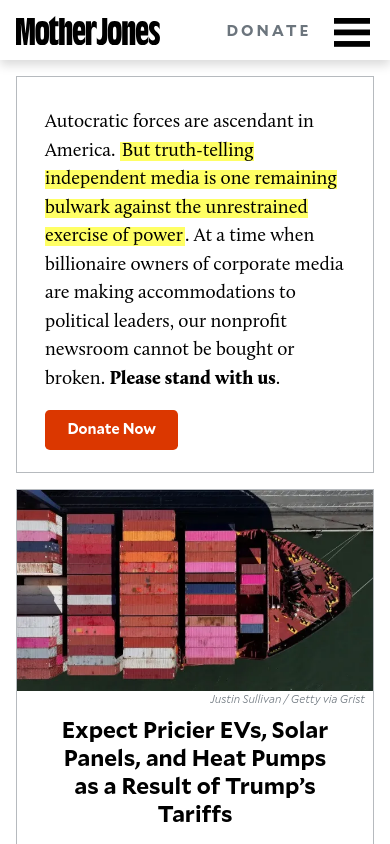 Mother Jones
DONATE
Autocratic forces are ascendant in
America. But truth-telling
independent media is one remaining
bulwark against the unrestrained
exercise of power. At a time when
billionaire owners of corporate media
are making accommodations to
political leaders, our nonprofit
newsroom cannot be bought or
broken. Please stand with us.
Donate Now
Justin Sullivan / Getty via Grist
Expect Pricier EVs, Solar
Panels, and Heat Pumps
as a Result of Trump’s
Tariffs